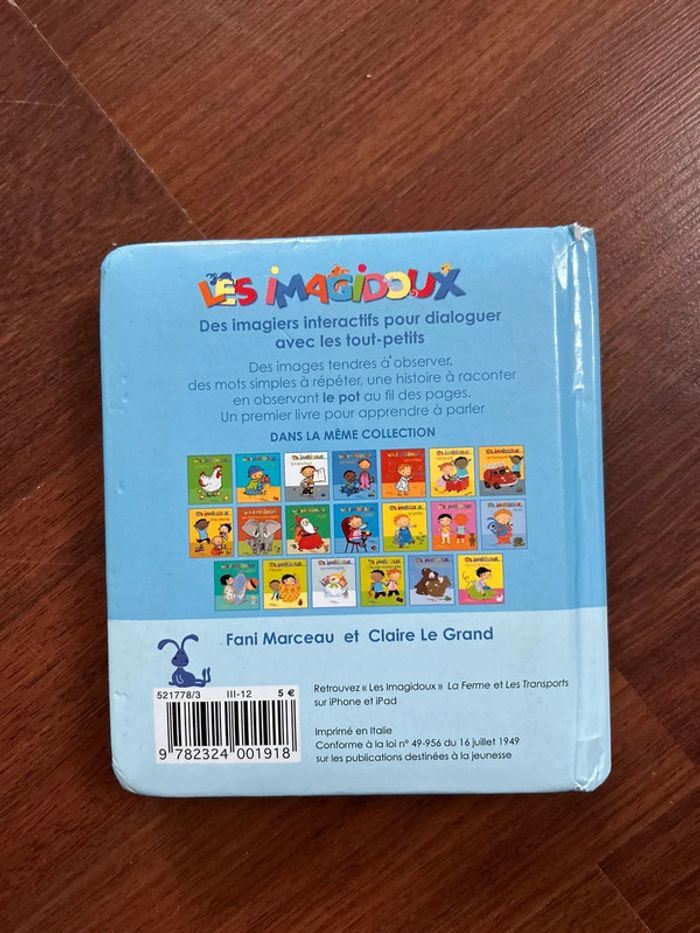 LES IMAGIDOUX
Des imagiers interactifs pour dialoguer
avec les tout-petits
Des images tendres à observer,
des mots simples à répéter, une histoire à raconter
en observant le pot au fil des pages.
Un premier livre pour apprendre à parler
DANS LA MÊME COLLECTION
Fani Marceau et Claire Le Grand
521778/3 III-12 5 €
9 782324 001918
Retrouvez « Les Imagidoux » La Ferme et Les Transports
sur iPhone et iPad
Imprimé en Italie
Conforme à la loi n° 49-956 du 16 juillet 1949
sur les publications destinées à la jeunesse